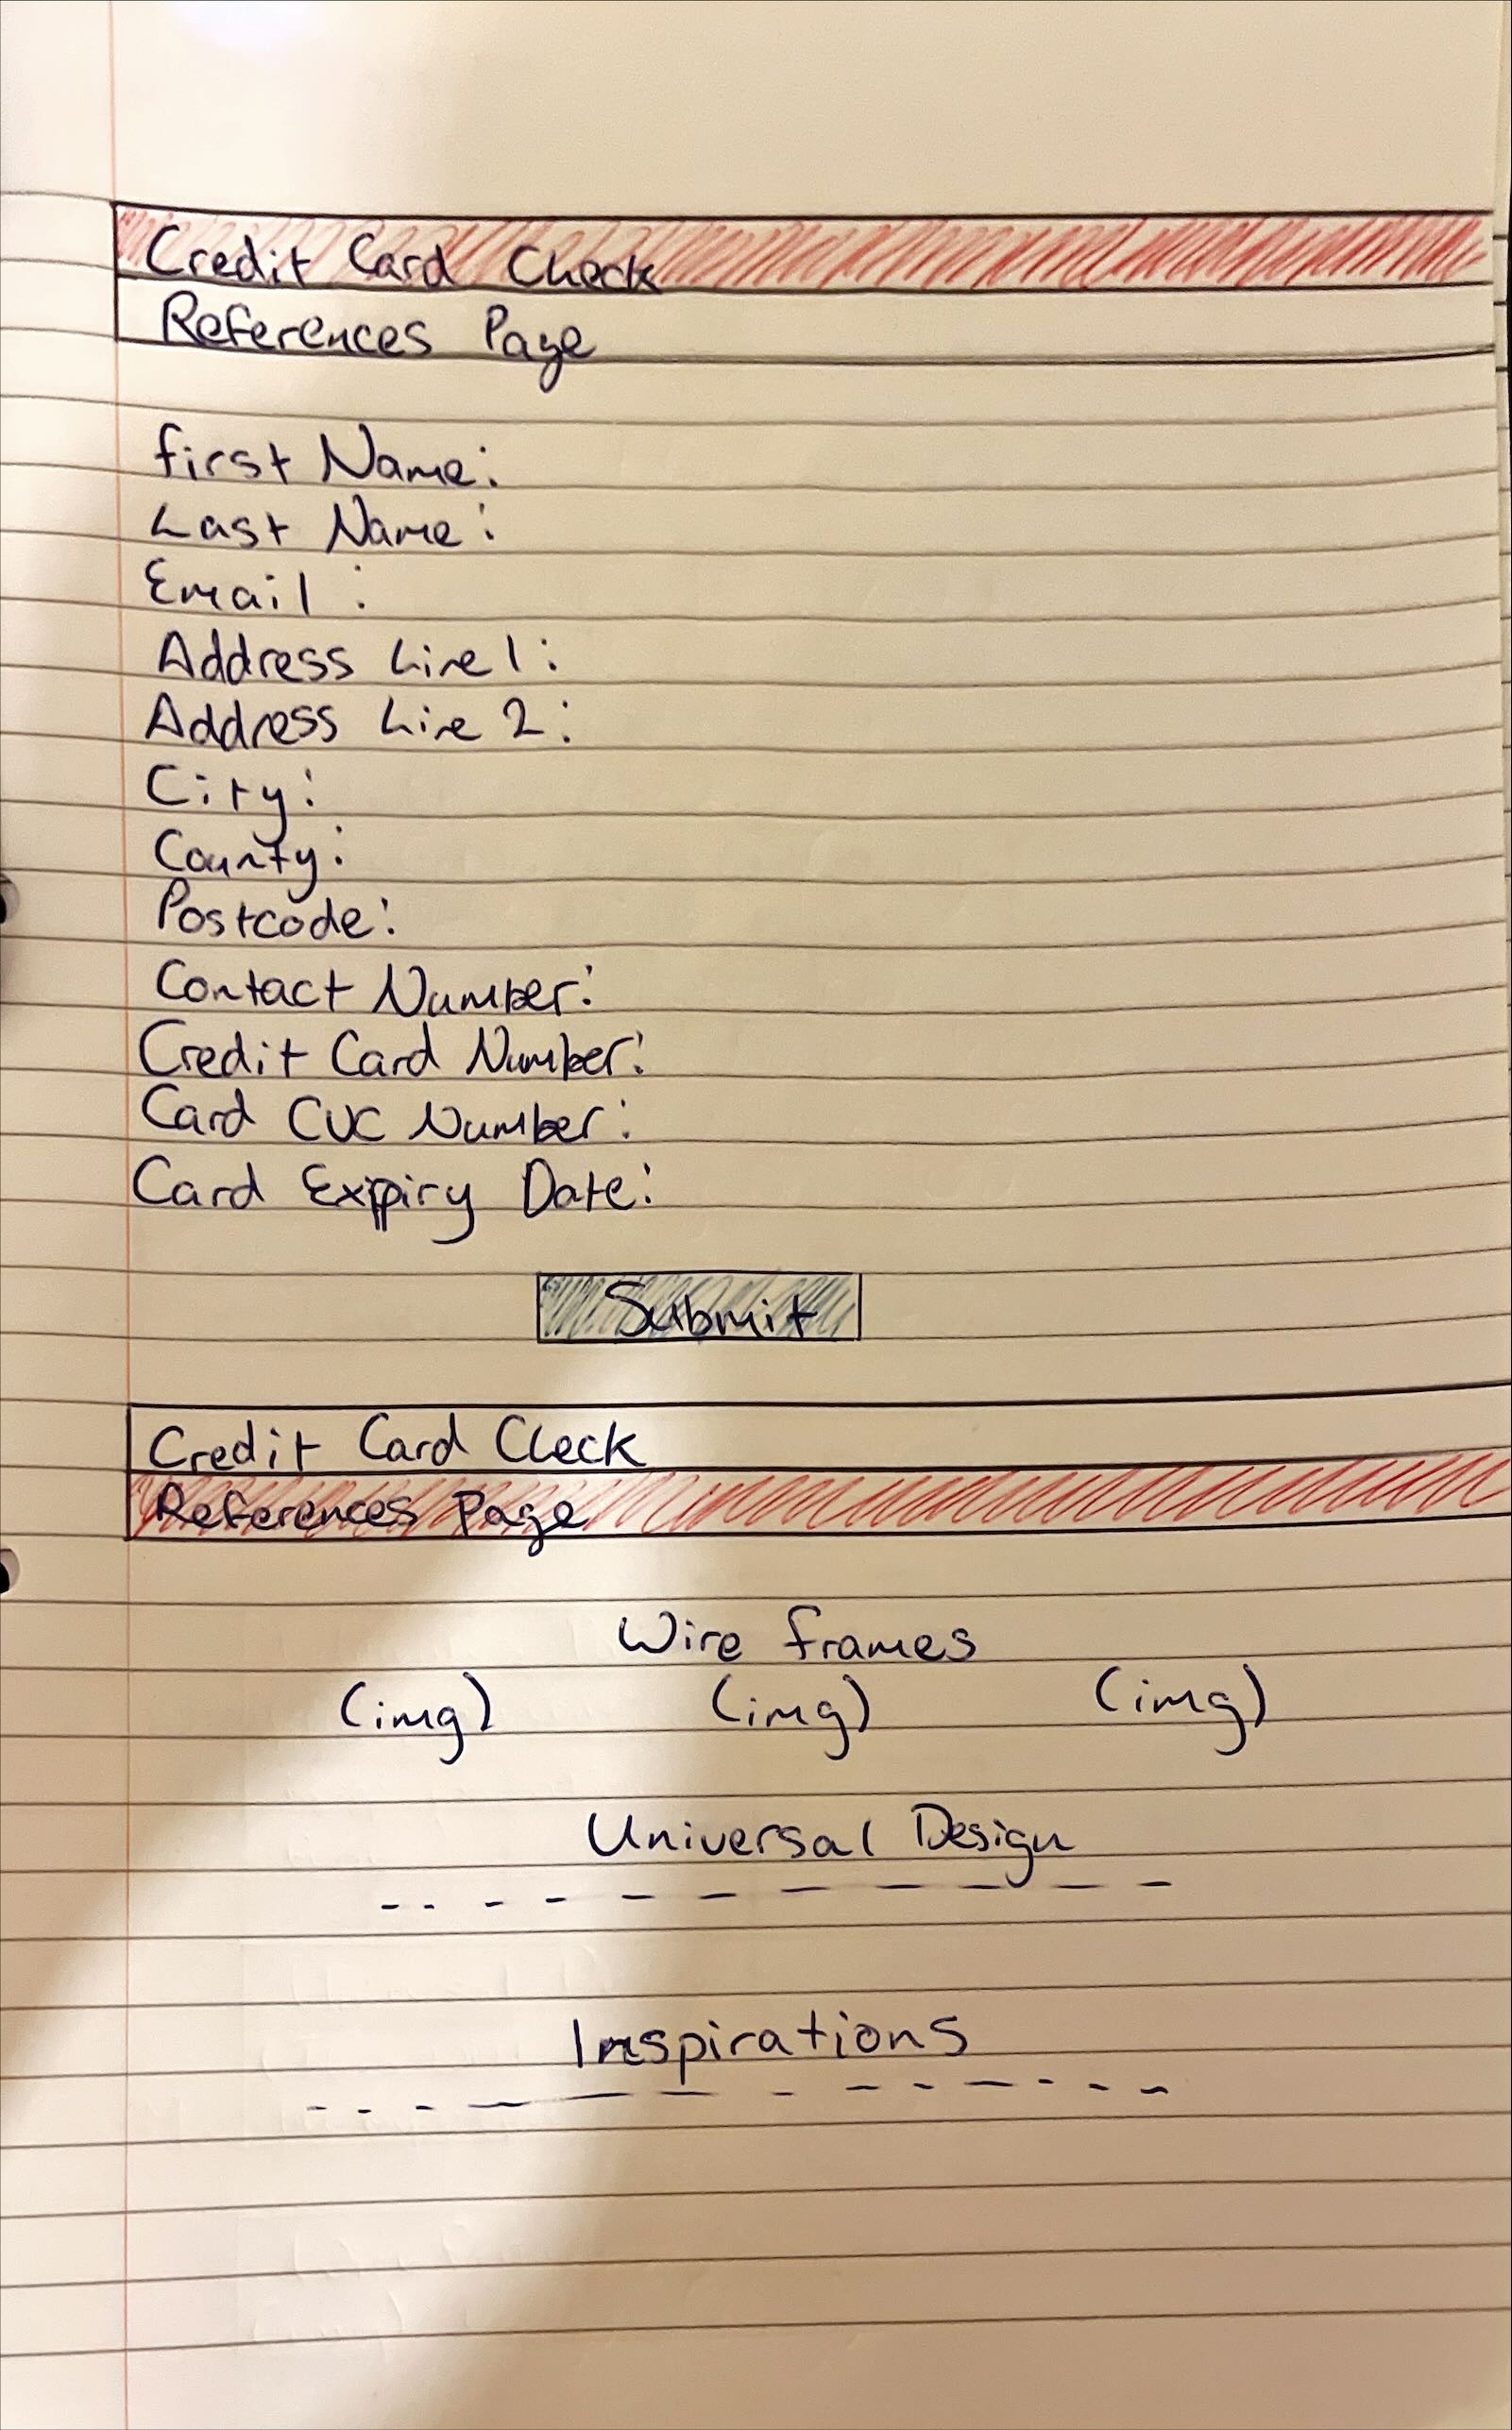 Credit Card Check
References Page
first Name:
Last Name:
Email :
Address Line 1:
Address Line 2:
City:
County:
Postcode:
Contact Number:
Credit Card Number:
Card CVC Number:
Card Expiry Date:
Submit
Credit Card Check
References Page
Wire frames
(img) (img) (img)
Universal Design
Inspirations